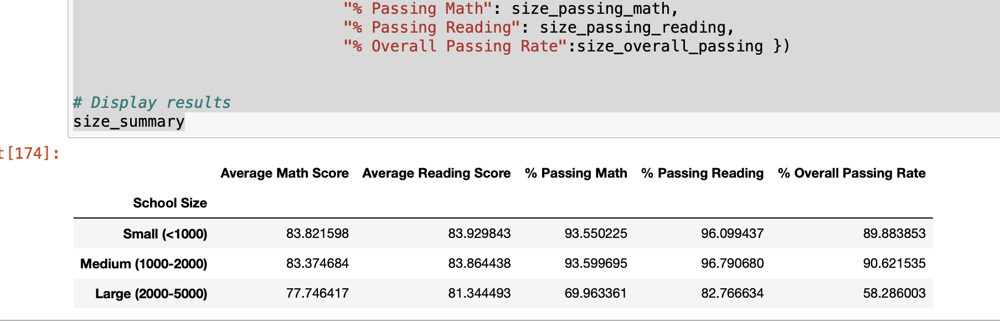 "% Passing Math": size_passing_math,
"% Passing Reading": size_passing_reading,
"% Overall Passing Rate":size_overall_passing })
# Display results
size_summary
t[174]:
Average Math Score Average Reading Score % Passing Math % Passing Reading % Overall Passing Rate
School Size
Small (<1000) 83.821598 83.929843 93.550225 96.099437 89.883853
Medium (1000-2000) 83.374684 83.864438 93.599695 96.790680 90.621535
Large (2000-5000) 77.746417 81.344493 69.963361 82.766634 58.286003